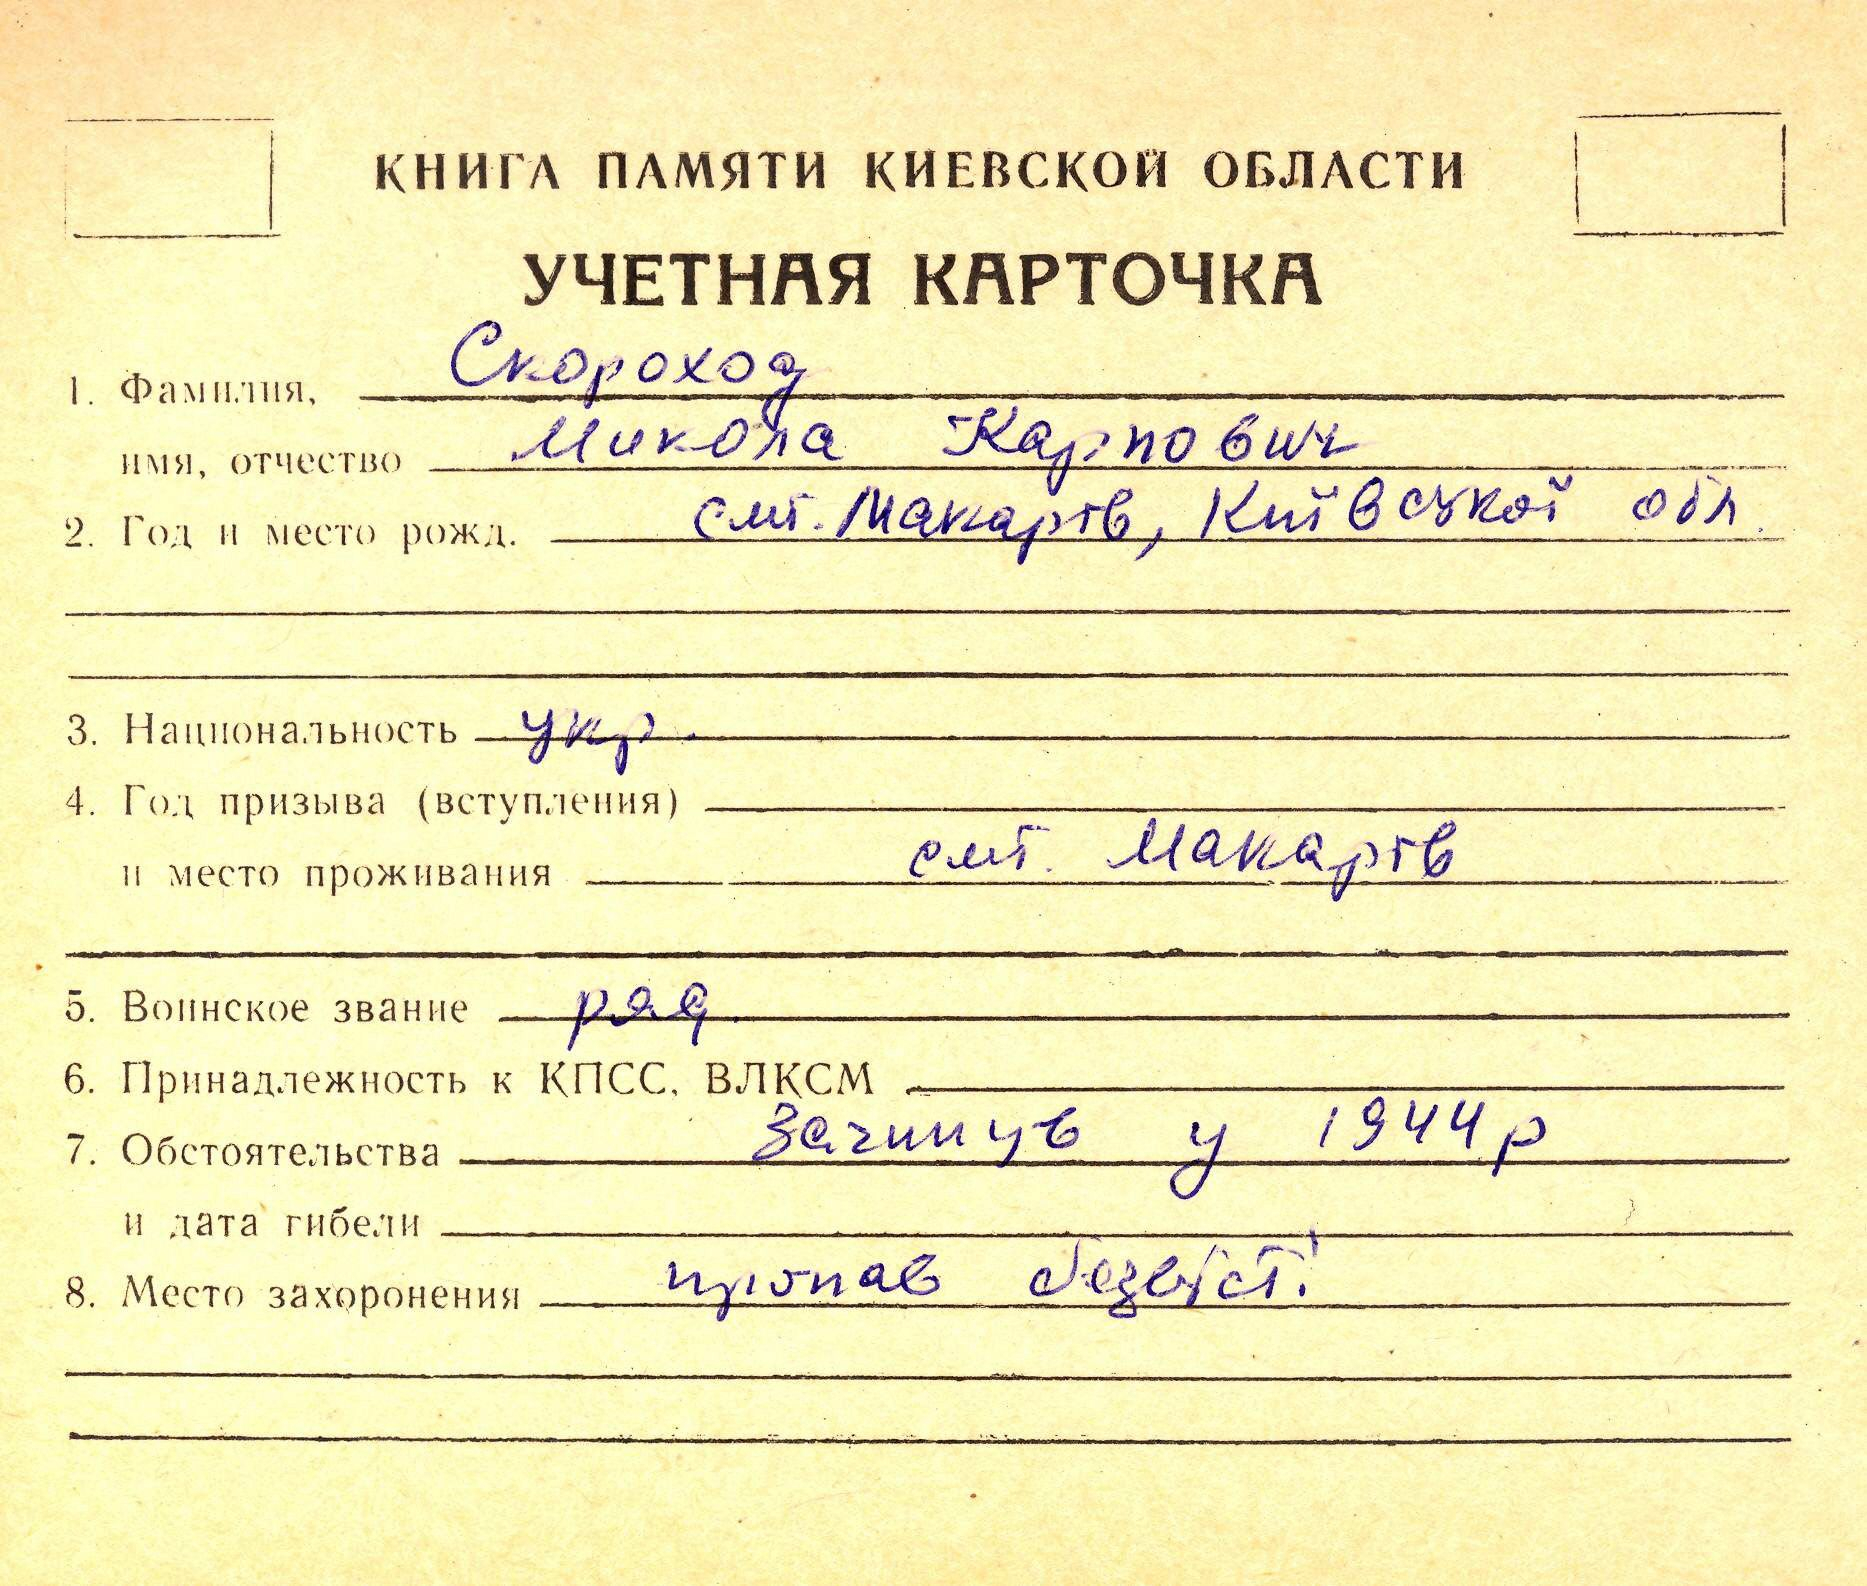 КНИГА ПАМЯТИ КИЕВСКОЙ ОБЛАСТИ
УЧЕТНАЯ КАРТОЧКА
1. Фамилия, Скороход
имя, отчество Микола Карпович
2. Год и место рожд. смт. Макарів, Київської обл.
3. Национальность укр.
4. Год призыва (вступления)
и место проживания смт. Макарів
5. Воинское звание ряд.
6. Принадлежность к КПСС, ВЛКСМ
7. Обстоятельства Загинув у 1944 р
и дата гибели
8. Место захоронения пропав безвісті